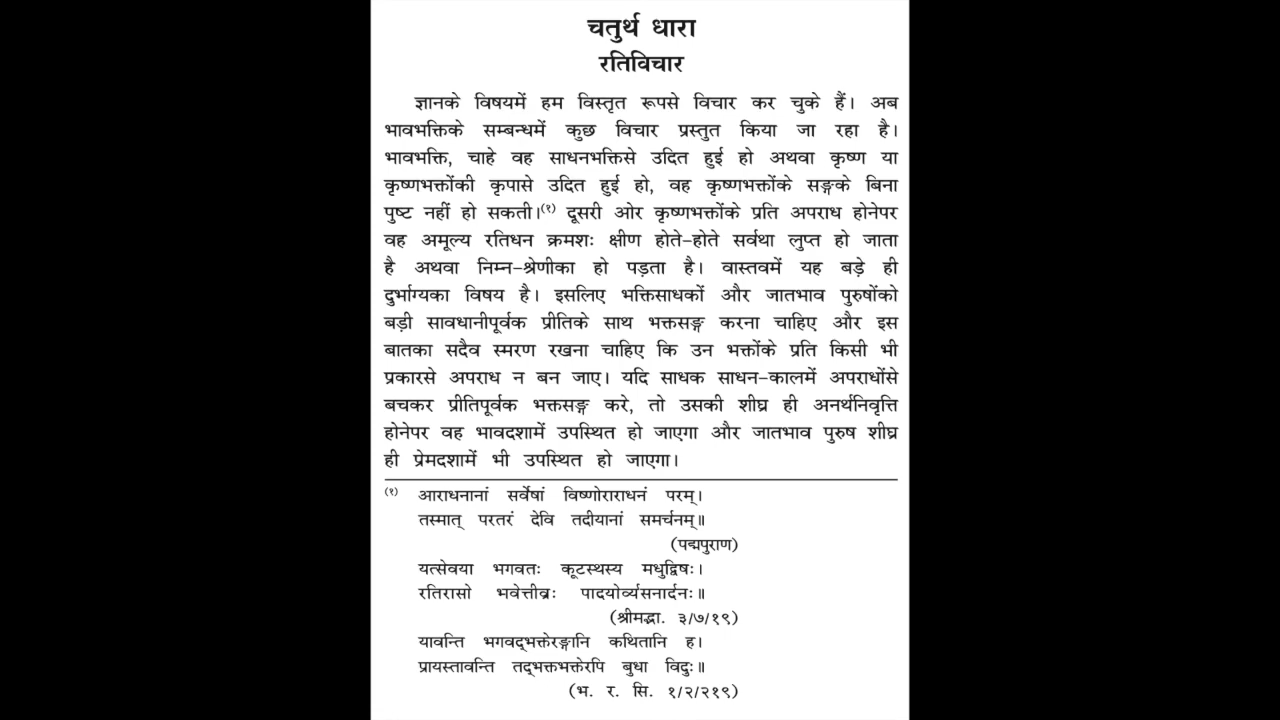 चतुर्थ धारा
रतिविचार
ज्ञानके विषयमें हम विस्तृत रूपसे विचार कर चुके हैं। अब
भावभक्तिके सम्बन्धमें कुछ विचार प्रस्तुत किया जा रहा है।
भावभक्ति, चाहे वह साधनभक्तिसे उदित हुई हो अथवा कृष्ण या
कृष्णभक्तोंकी कृपासे उदित हुई हो, वह कृष्णभक्तोंके सङ्गके बिना
पुष्ट नहीं हो सकती।(१) दूसरी ओर कृष्णभक्तोंके प्रति अपराध होनेपर
वह अमूल्य रतिधन क्रमशः क्षीण होते-होते सर्वथा लुप्त हो जाता
है अथवा निम्न-श्रेणीका हो पड़ता है। वास्तवमें यह बड़े ही
दुर्भाग्यका विषय है। इसलिए भक्तिसाधकों और जातभाव पुरुषोंको
बड़ी सावधानीपूर्वक प्रीतिके साथ भक्तसङ्ग करना चाहिए और इस
बातका सदैव स्मरण रखना चाहिए कि उन भक्तोंके प्रति किसी भी
प्रकारसे अपराध न बन जाए। यदि साधक साधन-कालमें अपराधोंसे
बचकर प्रीतिपूर्वक भक्तसङ्ग करे, तो उसकी शीघ्र ही अनर्थनिवृत्ति
होनेपर वह भावदशामें उपस्थित हो जाएगा और जातभाव पुरुष शीघ्र
ही प्रेमदशामें भी उपस्थित हो जाएगा।
(१) आराधनानां सर्वेषां विष्णोराराधनं परम्।
तस्मात् परतरं देवि तदीयानां समर्चनम्॥
(पद्मपुराण)
यत्सेवया भगवतः कूटस्थस्य मधुद्विषः।
रतिरासो भवेत्तीव्रः पादयोर्व्यसनार्दनः॥
(श्रीमद्भा. ३/७/१९)
यावन्ति भगवद्‌भक्तेरङ्गानि कथितानि ह।
प्रायस्तावन्ति तद्‌भक्तभक्तेरपि बुधा विदुः॥
(भ. र. सि. १/२/२१९)